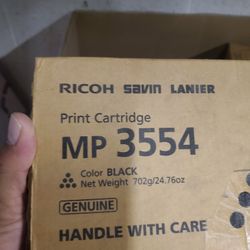 RICOH SAVIN LANIER
Print Cartridge
MP 3554
Color BLACK
Net Weight 702g/24.76oz
GENUINE
HANDLE WITH CARE